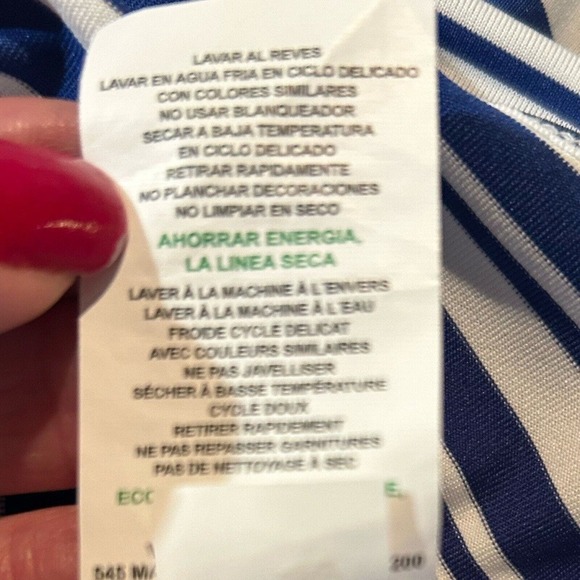 LAVAR AL REVES
LAVAR EN AGUA FRIA EN CICLO DELICADO
CON COLORES SIMILARES
NO USAR BLANQUEADOR
SECAR A BAJA TEMPERATURA
EN CICLO DELICADO
RETIRAR RAPIDAMENTE
NO PLANCHAR DECORACIONES
NO LIMPIAR EN SECO
AHORRAR ENERGIA,
LA LINEA SECA
LAVER À LA MACHINE À L'ENVERS
LAVER À LA MACHINE À L'EAU
FROIDE CYCLE DELICAT
AVEC COULEURS SIMILAIRES
NE PAS JAVELLISER
SÉCHER À BASSE TEMPÉRATURE
CYCLE DOUX
RETIRER RAPIDEMENT
NE PAS REPASSER GARNITURES
PAS DE NETTOYAGE À SEC
545
200